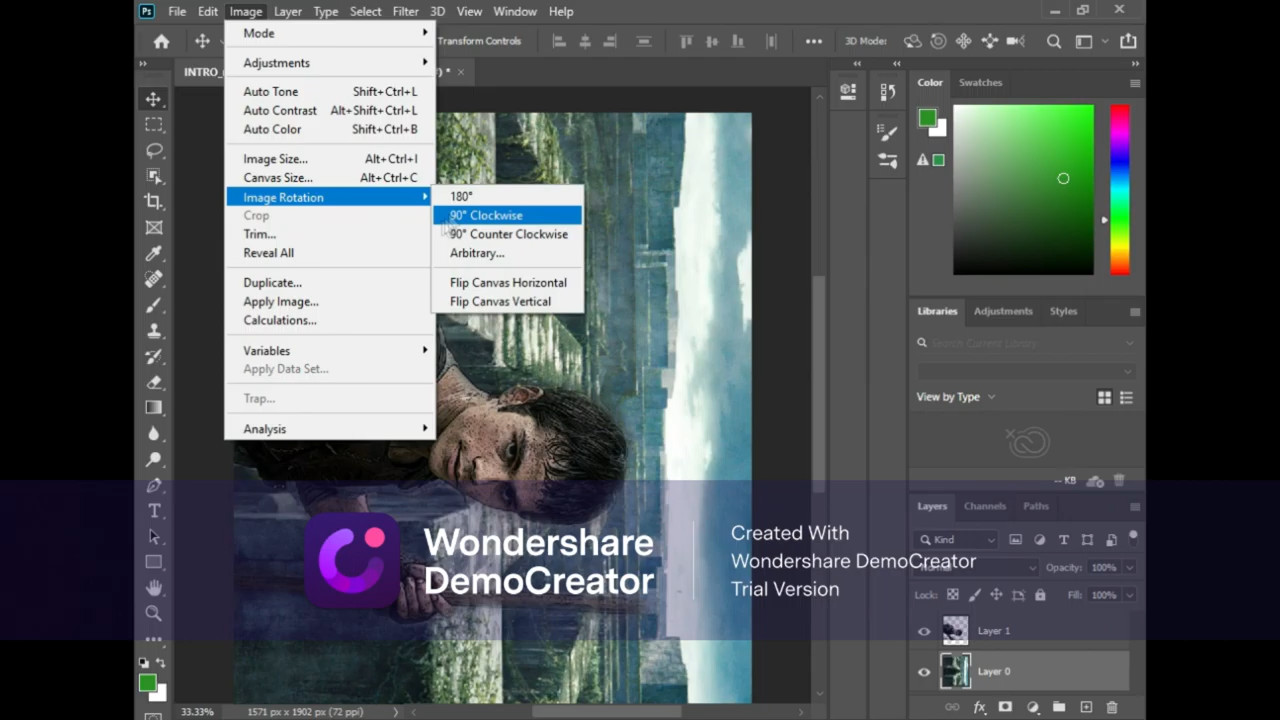 Ps File Edit Image Layer Type Select Filter 3D View Window Help
Transform Controls
3D Mode:
INTRO_
) * ×
Mode
Adjustments
Auto Tone Shift+Ctrl+L
Auto Contrast Alt+Shift+Ctrl+L
Auto Color Shift+Ctrl+B
Image Size... Alt+Ctrl+I
Canvas Size... Alt+Ctrl+C
Image Rotation
Crop
Trim...
Reveal All
Duplicate...
Apply Image...
Calculations...
Variables
Apply Data Set...
Trap...
Analysis
180°
90° Clockwise
90° Counter Clockwise
Arbitrary...
Flip Canvas Horizontal
Flip Canvas Vertical
Color Swatches
Libraries Adjustments Styles
Search Current Library
View by Type
-- KB
Layers Channels Paths
Kind
Normal Opacity: 100%
Lock: Fill: 100%
Layer 1
Layer 0
fx
Wondershare
DemoCreator
Created With
Wondershare DemoCreator
Trial Version
33.33% 1571 px x 1902 px (72 ppi)